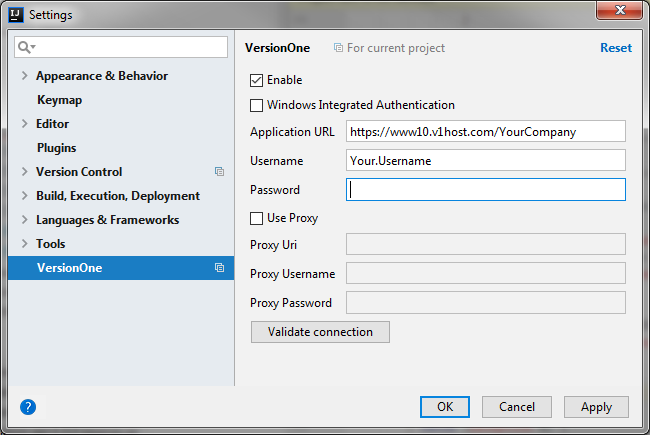 IJ Settings
Appearance & Behavior
Keymap
Editor
Plugins
Version Control
Build, Execution, Deployment
Languages & Frameworks
Tools
VersionOne
VersionOne For current project Reset
Enable
Windows Integrated Authentication
Application URL https://www10.v1host.com/YourCompany
Username Your.Username
Password
Use Proxy
Proxy Uri
Proxy Username
Proxy Password
Validate connection
? OK Cancel Apply